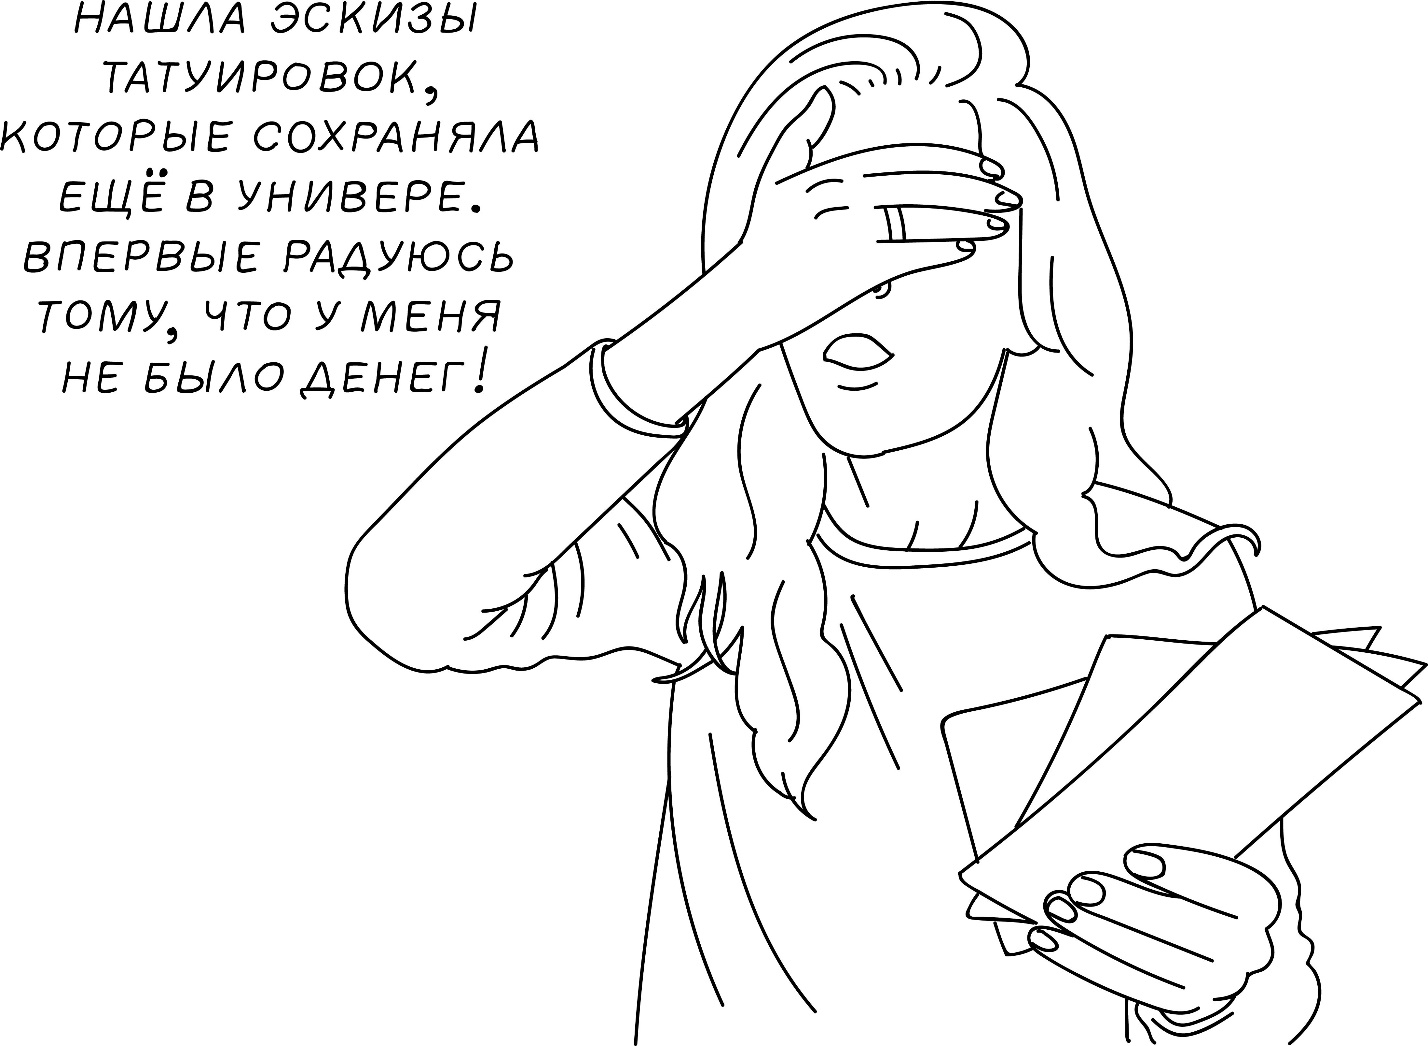 НАШЛА ЭСКИЗЫ
ТАТУИРОВОК,
КОТОРЫЕ СОХРАНЯЛА
ЕЩЁ В УНИВЕРЕ.
ВПЕРВЫЕ РАДУЮСЬ
ТОМУ, ЧТО У МЕНЯ
НЕ БЫЛО ДЕНЕГ!